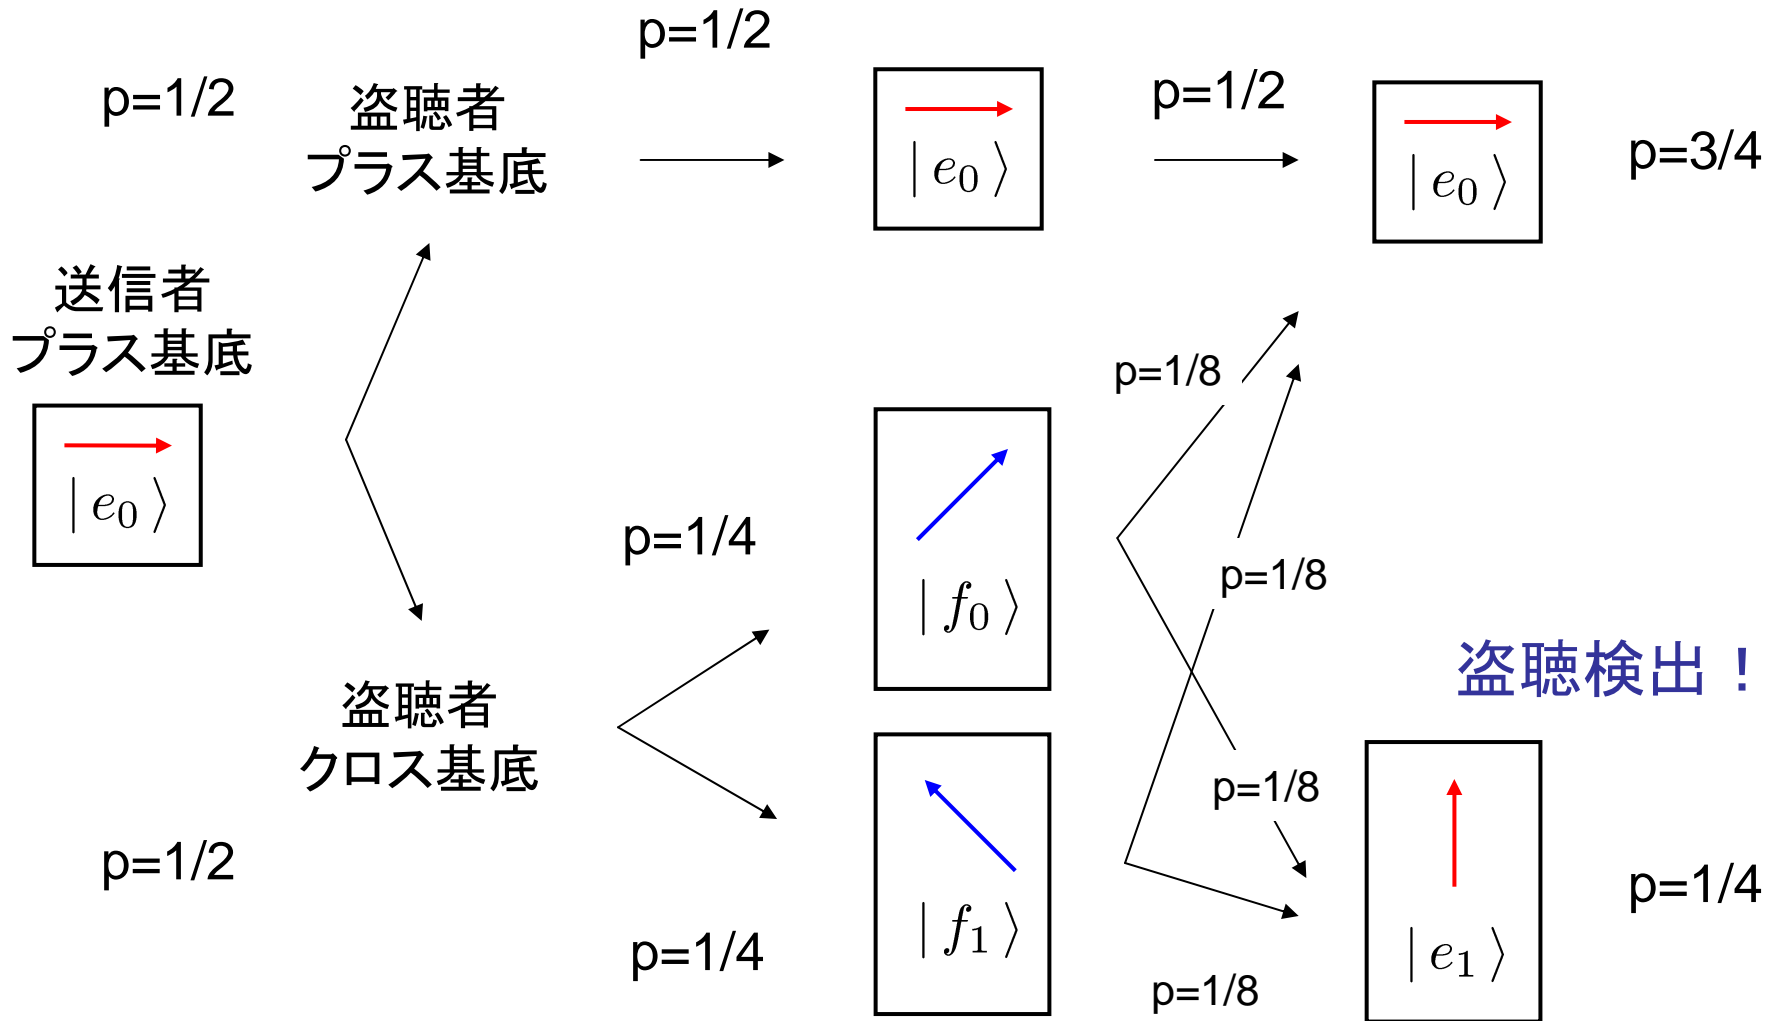 p=1/2
p=1/2
盗聴者
プラス基底
| e₀ ⟩
p=1/2
| e₀ ⟩
p=3/4
送信者
プラス基底
| e₀ ⟩
p=1/8
p=1/4
| f₀ ⟩
p=1/8
盗聴検出！
盗聴者
クロス基底
p=1/8
p=1/2
p=1/4
| f₁ ⟩
p=1/8
| e₁ ⟩
p=1/4